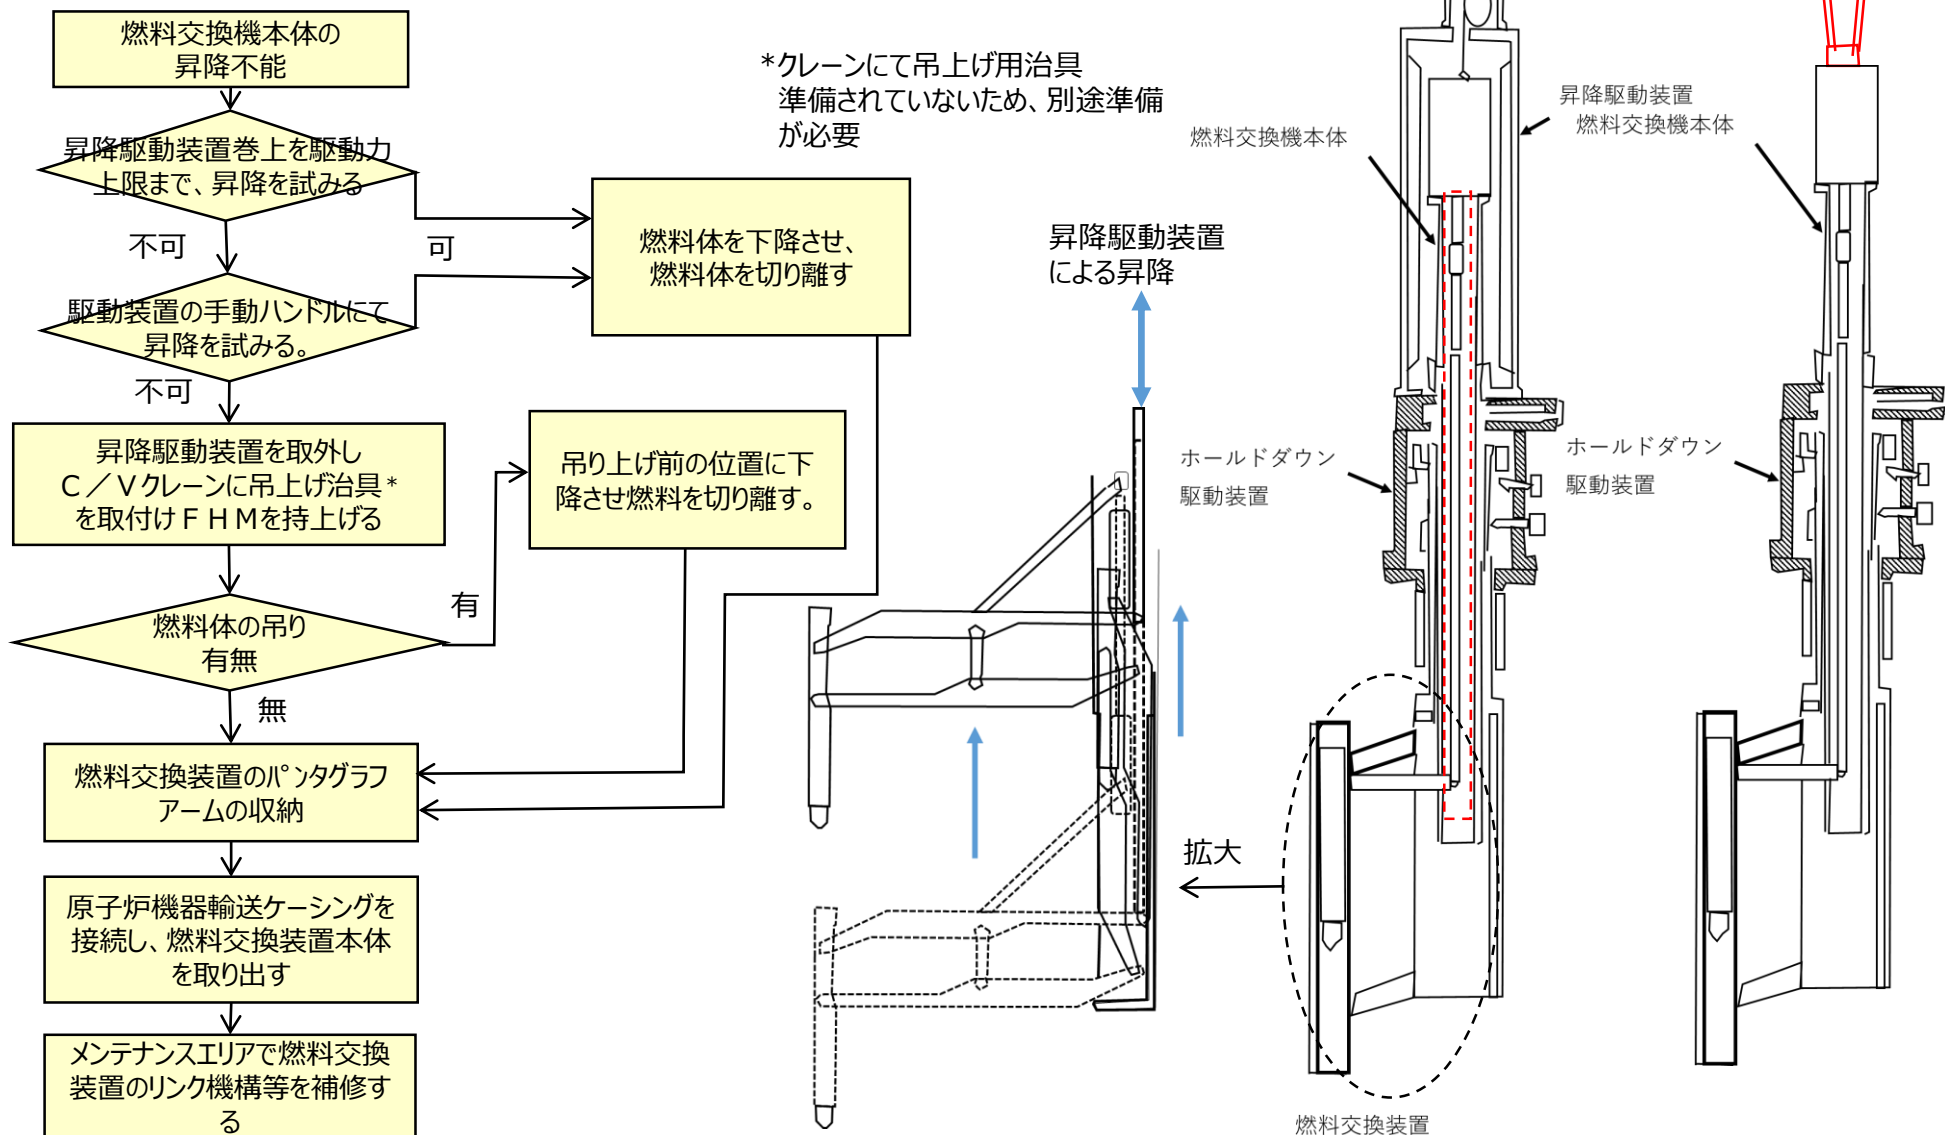 燃料交換機本体の
昇降不能
昇降駆動装置巻上を駆動力
上限まで、昇降を試みる
不可
可
駆動装置の手動ハンドルにて
昇降を試みる。
不可
昇降駆動装置を取外し
C/Vクレーンに吊上げ治具*
を取付けFHMを持上げる
燃料体の吊り
有無
有
無
燃料交換装置のパンタグラフ
アームの収納
原子炉機器輸送ケーシングを
接続し、燃料交換装置本体
を取り出す
メンテナンスエリアで燃料交換
装置のリンク機構等を補修す
る
燃料体を下降させ、
燃料体を切り離す
吊り上げ前の位置に下
降させ燃料を切り離す。
*クレーンにて吊上げ用治具
準備されていないため、別途準備
が必要
昇降駆動装置
による昇降
拡大
燃料交換機本体
昇降駆動装置
燃料交換機本体
ホールドダウン
駆動装置
ホールドダウン
駆動装置
燃料交換装置